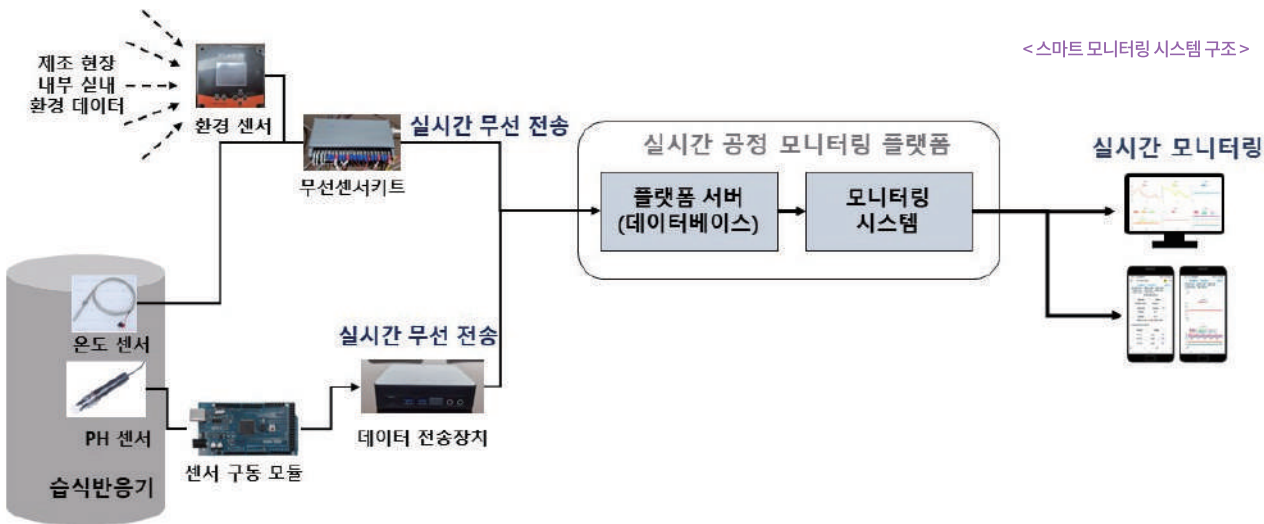 <스마트 모니터링 시스템 구조>
제조 현장
내부 실내
환경 데이터
환경 센서
실시간 무선 전송
무선센서키트
실시간 공정 모니터링 플랫폼
플랫폼 서버
(데이터베이스)
모니터링
시스템
실시간 모니터링
온도 센서
실시간 무선 전송
PH 센서
센서 구동 모듈
데이터 전송장치
습식반응기